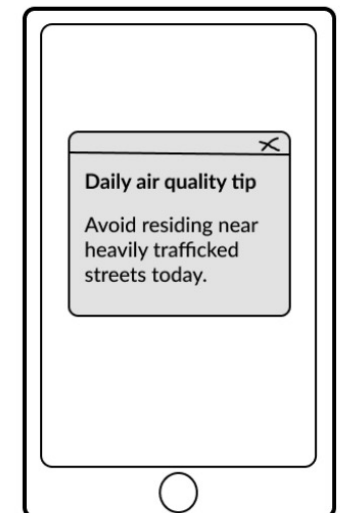 Daily air quality tip
Avoid residing near
heavily trafficked
streets today.